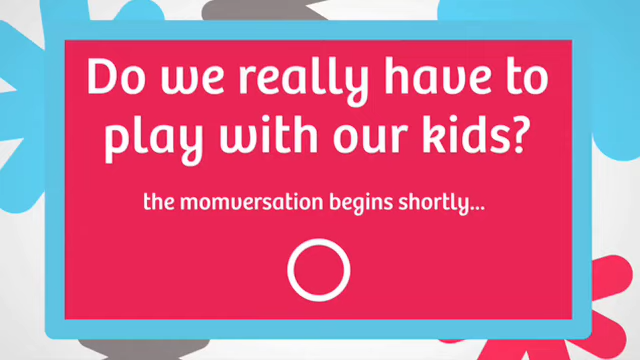 Do we really have to
play with our kids?
the momversation begins shortly...